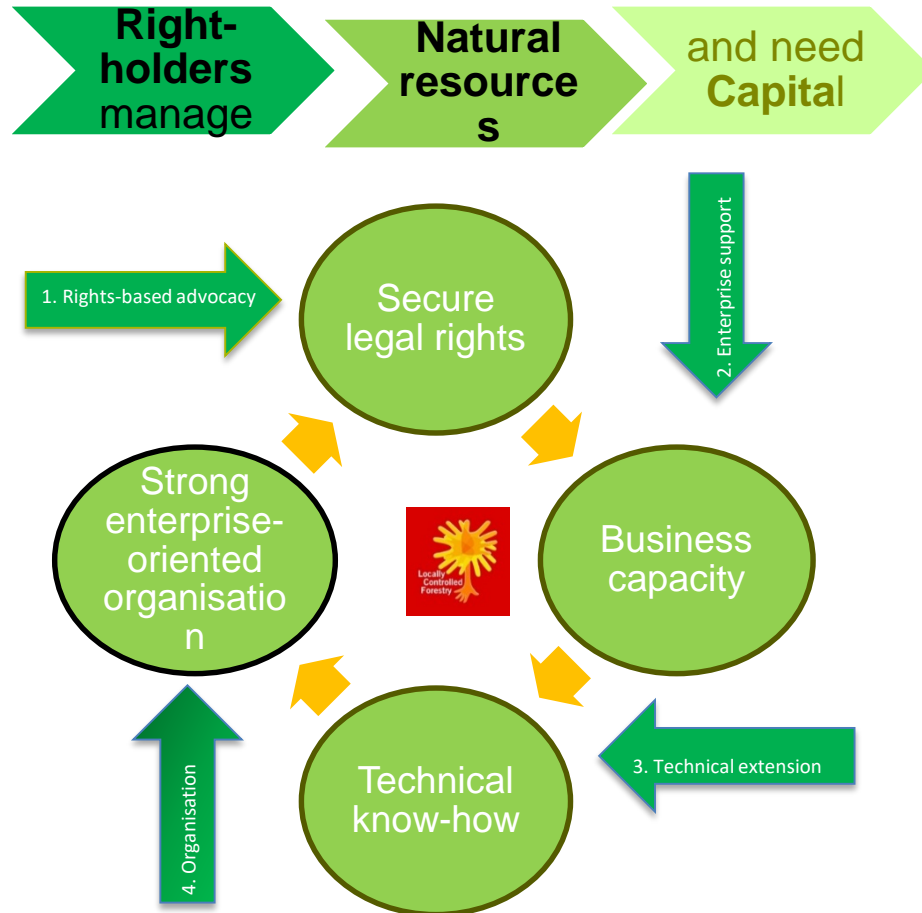 Right-
holders
manage
Natural
resource
s
and need
Capital
1. Rights-based advocacy
Secure
legal rights
2. Enterprise support
Strong
enterprise-
oriented
organisatio
n
Locally
Controlled
Forestry
Business
capacity
Technical
know-how
3. Technical extension
4. Organisation